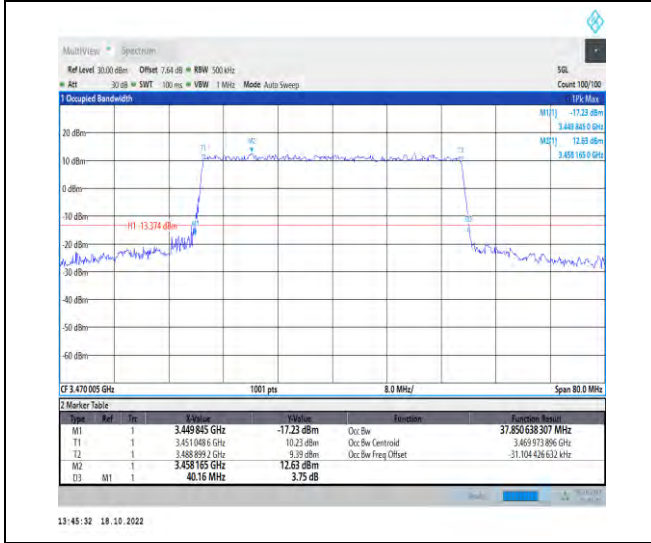 MultiView Spectrum
Ref Level 30.00 dBm Offset 7.64 dB RBW 500 kHz SGL
Att 30 dB SWT 100 ms VBW 1 MHz Mode Auto Sweep Count 100/100
1 Occupied Bandwidth 1Pk Max
M1[1] -17.23 dBm
3.449 845 0 GHz
M2[1] 12.63 dBm
3.458 165 0 GHz
20 dBm
T1 M2 T2
10 dBm
0 dBm
-10 dBm
H1 -13.374 dBm M1 D3
-20 dBm
-30 dBm
-40 dBm
-50 dBm
-60 dBm
CF 3.470 005 GHz 1001 pts 8.0 MHz/ Span 80.0 MHz
2 Marker Table
Type Ref Trc X-Value Y-Value Function Function Result
M1 1 3.449 845 GHz -17.23 dBm Occ Bw 37.850 638 307 MHz
T1 1 3.451 048 6 GHz 10.23 dBm Occ Bw Centroid 3.469 973 896 GHz
T2 1 3.488 899 2 GHz 9.39 dBm Occ Bw Freq Offset -31.104 426 632 kHz
M2 1 3.458 165 GHz 12.63 dBm
D3 M1 1 40.16 MHz 3.75 dB
13:45:32 18.10.2022